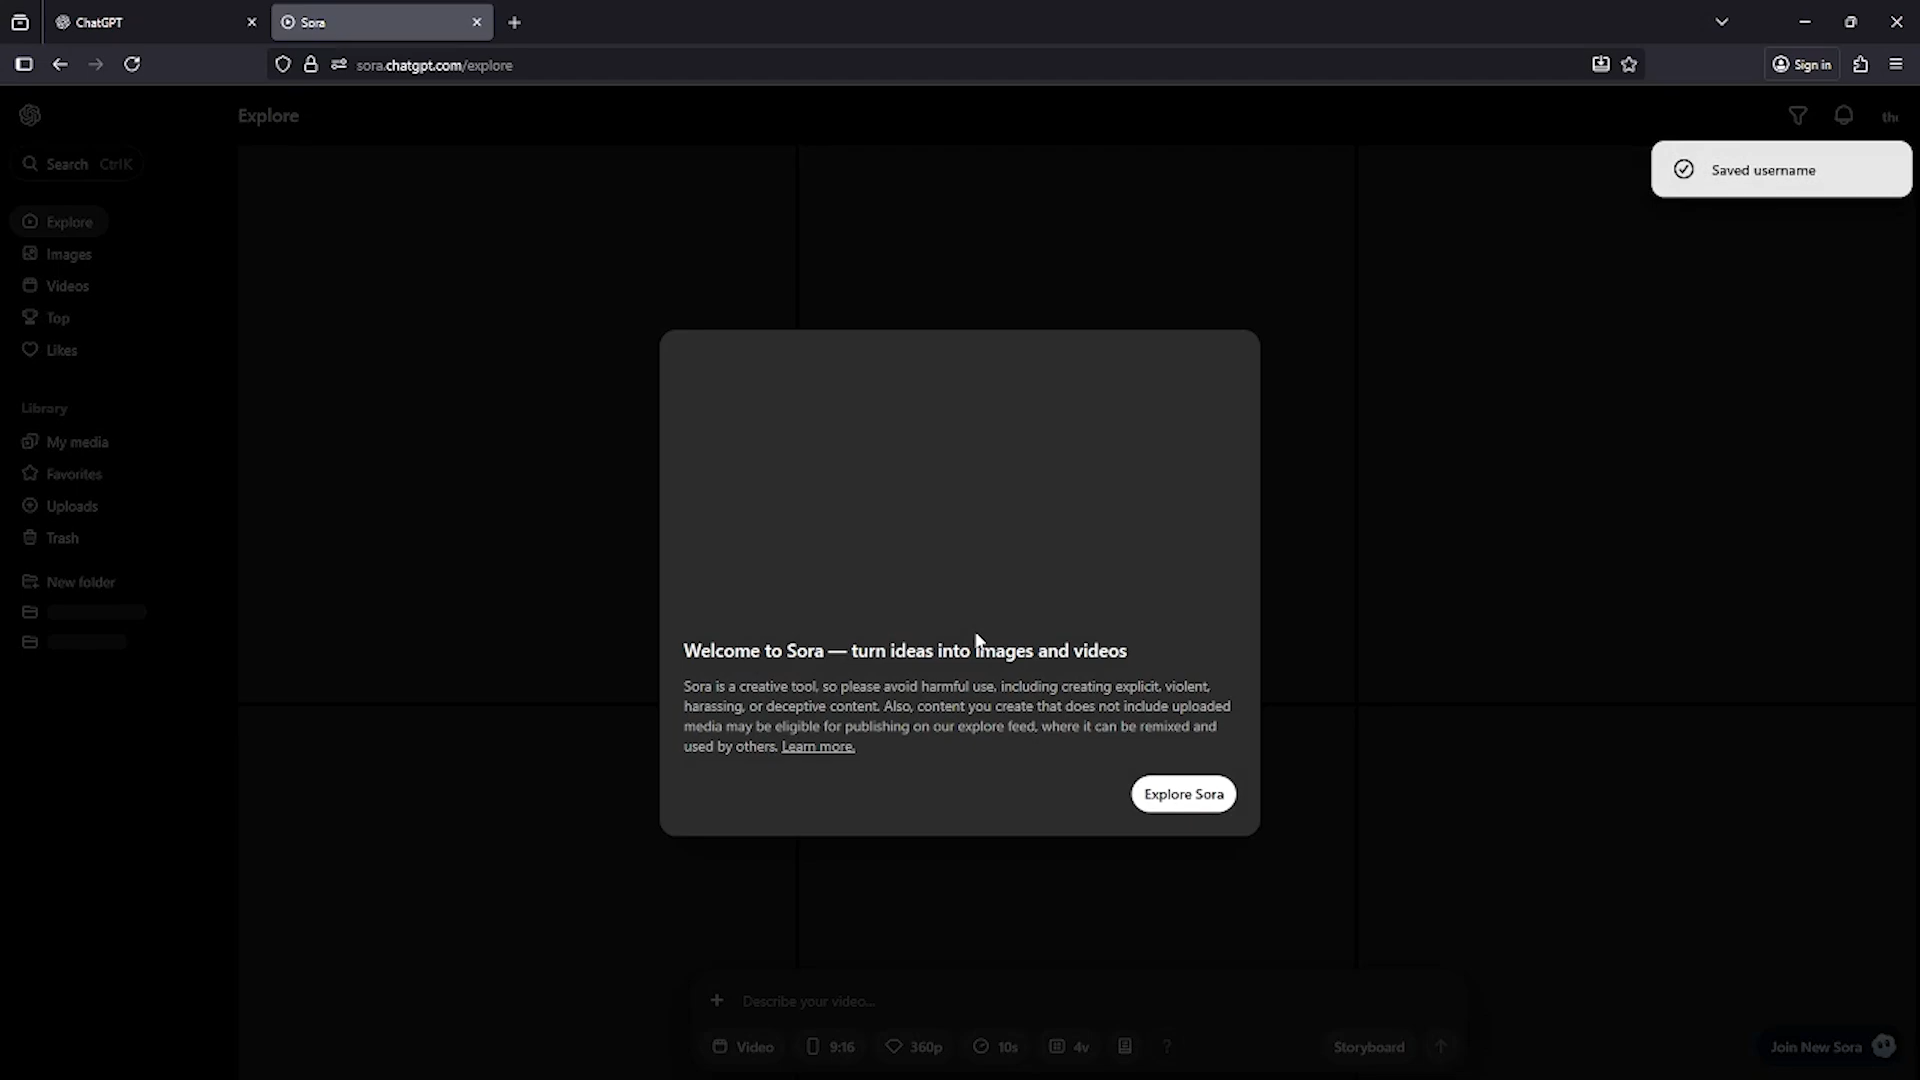 ChatGPT
Sora
sora.chatgpt.com/explore
Sign in
Explore
Search CtrlK
Saved username
Explore
Images
Videos
Top
Likes
Library
My media
Favorites
Uploads
Trash
New folder
Welcome to Sora — turn ideas into images and videos
Sora is a creative tool, so please avoid harmful use, including creating explicit, violent,
harassing, or deceptive content. Also, content you create that does not include uploaded
media may be eligible for publishing on our explore feed, where it can be remixed and
used by others. Learn more.
Explore Sora
Describe your video...
Video 9:16 360p 10s 4v ? Storyboard
Join New Sora